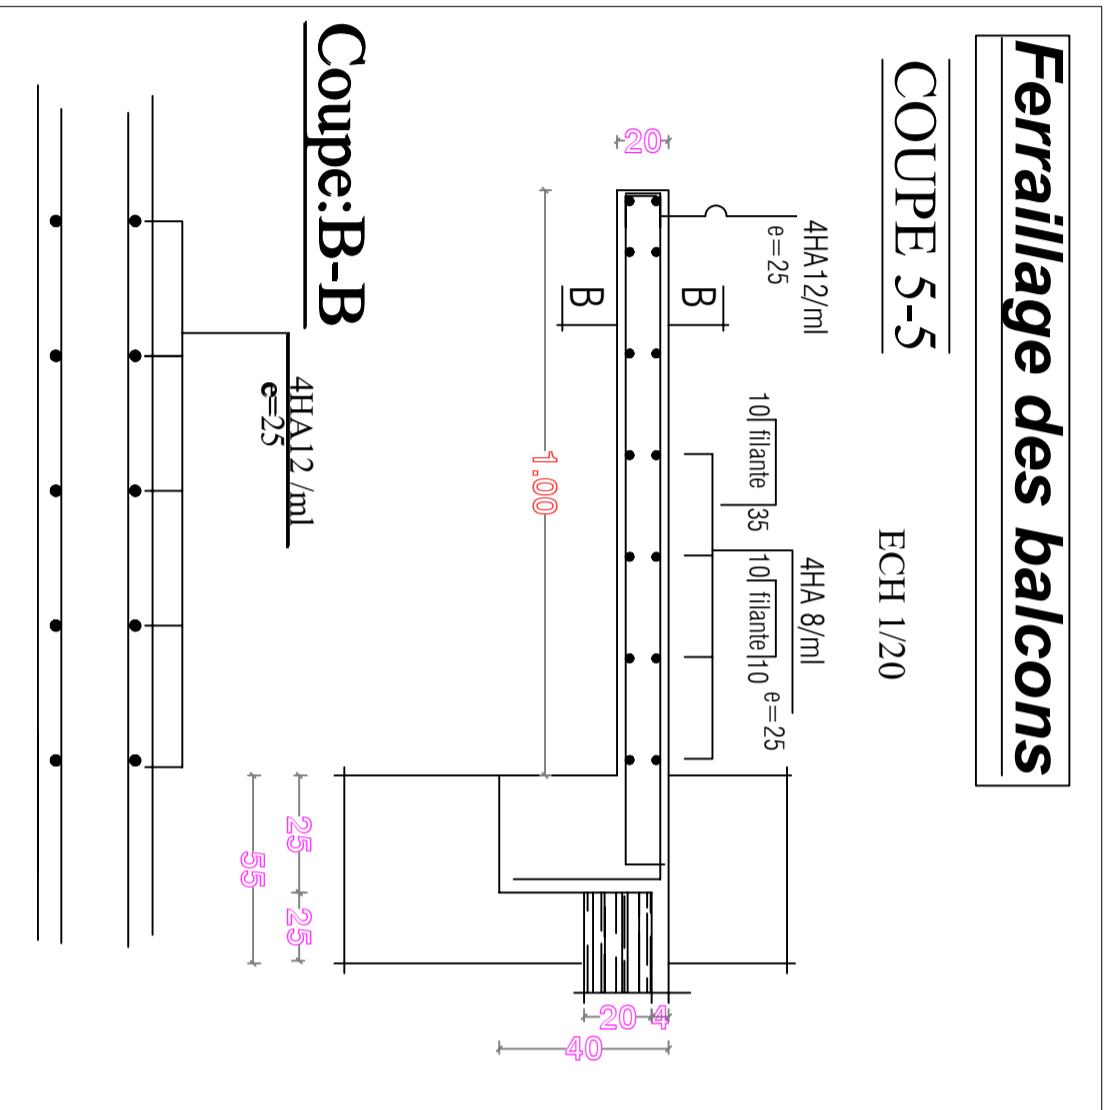 Ferraillage des balcons
COUPE 5-5
ECH 1/20
4HA12/ml
e=25
4HA 8/ml
e=25
10 filante 35
10 filante 10
B
B
20
1.00
25
25
55
20
4
40
Coupe:B-B
4HA12 /ml
e=25